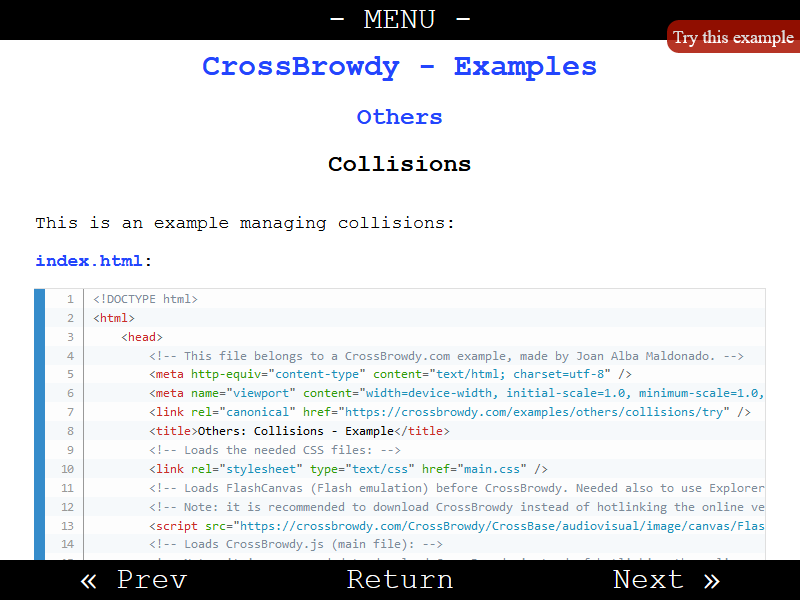 - MENU -
Try this example
CrossBrowdy - Examples
Others
Collisions
This is an example managing collisions:
index.html:
1 <!DOCTYPE html>
2 <html>
3 <head>
4 <!-- This file belongs to a CrossBrowdy.com example, made by Joan Alba Maldonado. -->
5 <meta http-equiv="content-type" content="text/html; charset=utf-8" />
6 <meta name="viewport" content="width=device-width, initial-scale=1.0, minimum-scale=1.0,
7 <link rel="canonical" href="https://crossbrowdy.com/examples/others/collisions/try" />
8 <title>Others: Collisions - Example</title>
9 <!-- Loads the needed CSS files: -->
10 <link rel="stylesheet" type="text/css" href="main.css" />
11 <!-- Loads FlashCanvas (Flash emulation) before CrossBrowdy. Needed also to use Explorer
12 <!-- Note: it is recommended to download CrossBrowdy instead of hotlinking the online ve
13 <script src="https://crossbrowdy.com/CrossBrowdy/CrossBase/audiovisual/image/canvas/Flas
14 <!-- Loads CrossBrowdy.js (main file): -->
« Prev
Return
Next »